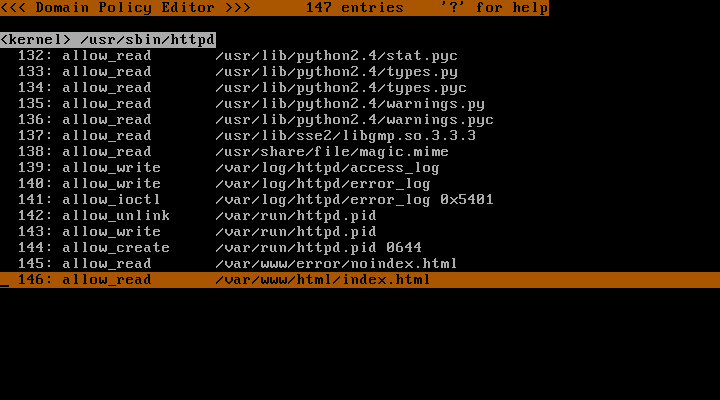 <<< Domain Policy Editor >>>      147 entries    '?' for help
<kernel> /usr/sbin/httpd
132: allow_read       /usr/lib/python2.4/stat.pyc
133: allow_read       /usr/lib/python2.4/types.py
134: allow_read       /usr/lib/python2.4/types.pyc
135: allow_read       /usr/lib/python2.4/warnings.py
136: allow_read       /usr/lib/python2.4/warnings.pyc
137: allow_read       /usr/lib/sse2/libgmp.so.3.3.3
138: allow_read       /usr/share/file/magic.mime
139: allow_write      /var/log/httpd/access_log
140: allow_write      /var/log/httpd/error_log
141: allow_ioctl      /var/log/httpd/error_log 0x5401
142: allow_unlink     /var/run/httpd.pid
143: allow_write      /var/run/httpd.pid
144: allow_create     /var/run/httpd.pid 0644
145: allow_read       /var/www/error/noindex.html
146: allow_read       /var/www/html/index.html